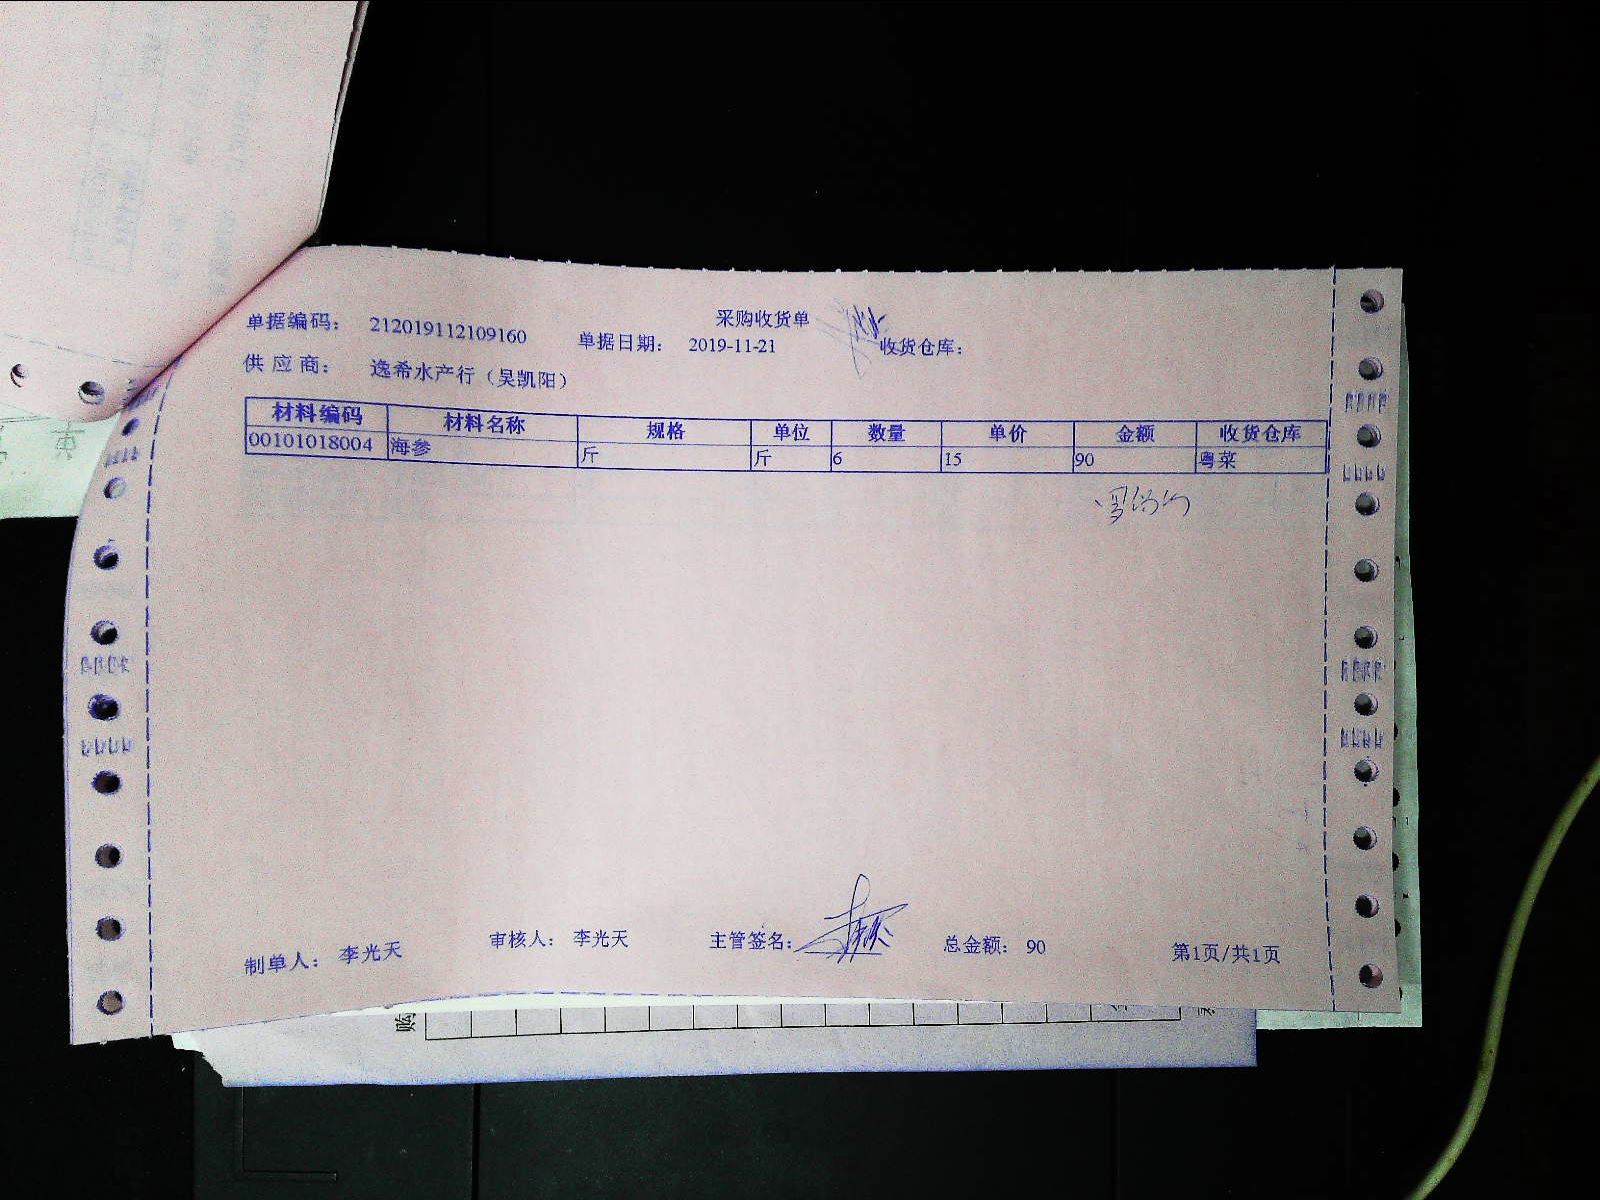 采购收货单
单据编码： 212019112109160 单据日期： 2019-11-21 收货仓库：
供应商： 逸希水产行（吴凯阳）
材料编码 材料名称 规格 单位 数量 单价 金额 收货仓库
00101018004 海参 斤 斤 6 15 90 粤菜
制单人： 李光天 审核人： 李光天 主管签名： 总金额： 90 第1页/共1页
购